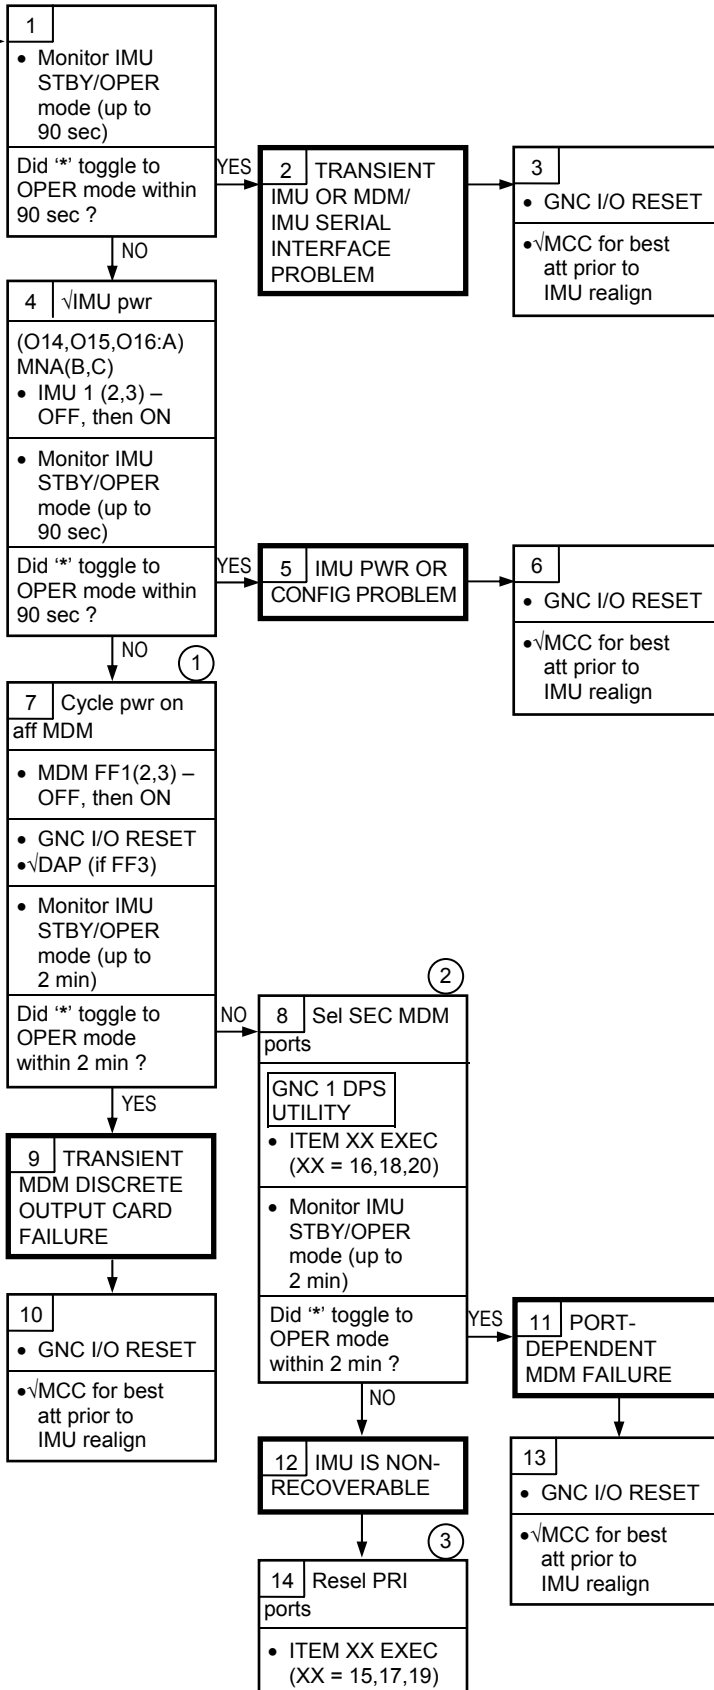 1
• Monitor IMU
STBY/OPER
mode (up to
90 sec)
Did '*' toggle to
OPER mode within
90 sec ?
YES
NO
2 TRANSIENT
IMU OR MDM/
IMU SERIAL
INTERFACE
PROBLEM
3
• GNC I/O RESET
•√MCC for best
att prior to
IMU realign
4 √IMU pwr
(O14,O15,O16:A)
MNA(B,C)
• IMU 1 (2,3) –
OFF, then ON
• Monitor IMU
STBY/OPER
mode (up to
90 sec)
Did '*' toggle to
OPER mode within
90 sec ?
YES
NO
5 IMU PWR OR
CONFIG PROBLEM
6
• GNC I/O RESET
•√MCC for best
att prior to
IMU realign
1
7 Cycle pwr on
aff MDM
• MDM FF1(2,3) –
OFF, then ON
• GNC I/O RESET
•√DAP (if FF3)
• Monitor IMU
STBY/OPER
mode (up to
2 min)
Did '*' toggle to
OPER mode
within 2 min ?
NO
YES
2
8 Sel SEC MDM
ports
GNC 1 DPS
UTILITY
• ITEM XX EXEC
(XX = 16,18,20)
• Monitor IMU
STBY/OPER
mode (up to
2 min)
Did '*' toggle to
OPER mode
within 2 min ?
YES
NO
9 TRANSIENT
MDM DISCRETE
OUTPUT CARD
FAILURE
10
• GNC I/O RESET
•√MCC for best
att prior to
IMU realign
11 PORT-
DEPENDENT
MDM FAILURE
12 IMU IS NON-
RECOVERABLE
13
• GNC I/O RESET
•√MCC for best
att prior to
IMU realign
3
14 Resel PRI
ports
• ITEM XX EXEC
(XX = 15,17,19)